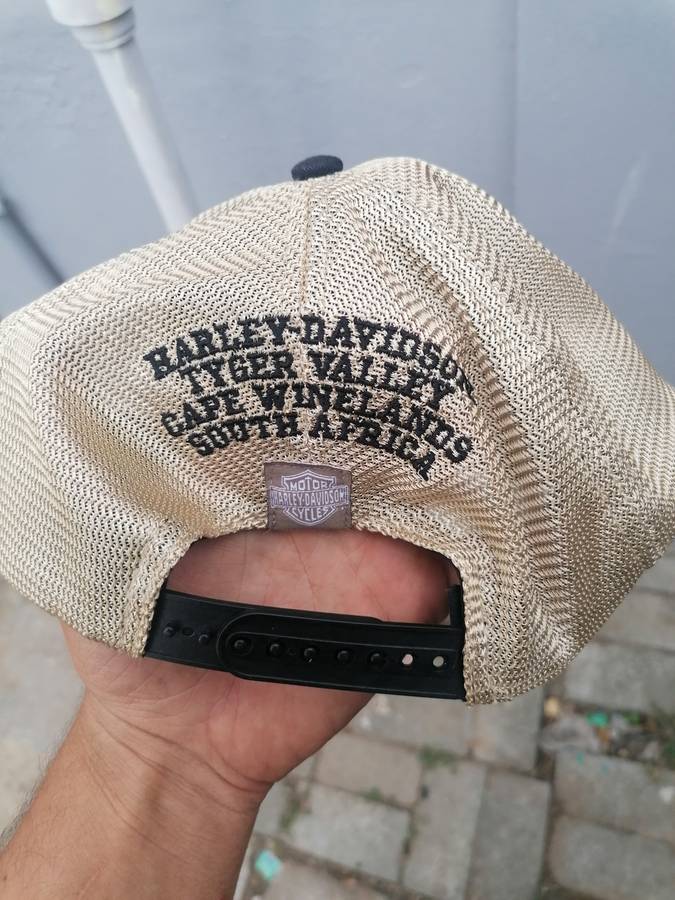 HARLEY-DAVIDSON
TYGER VALLEY
CAPE WINELANDS
SOUTH AFRICA
MOTOR
HARLEY-DAVIDSON
CYCLES